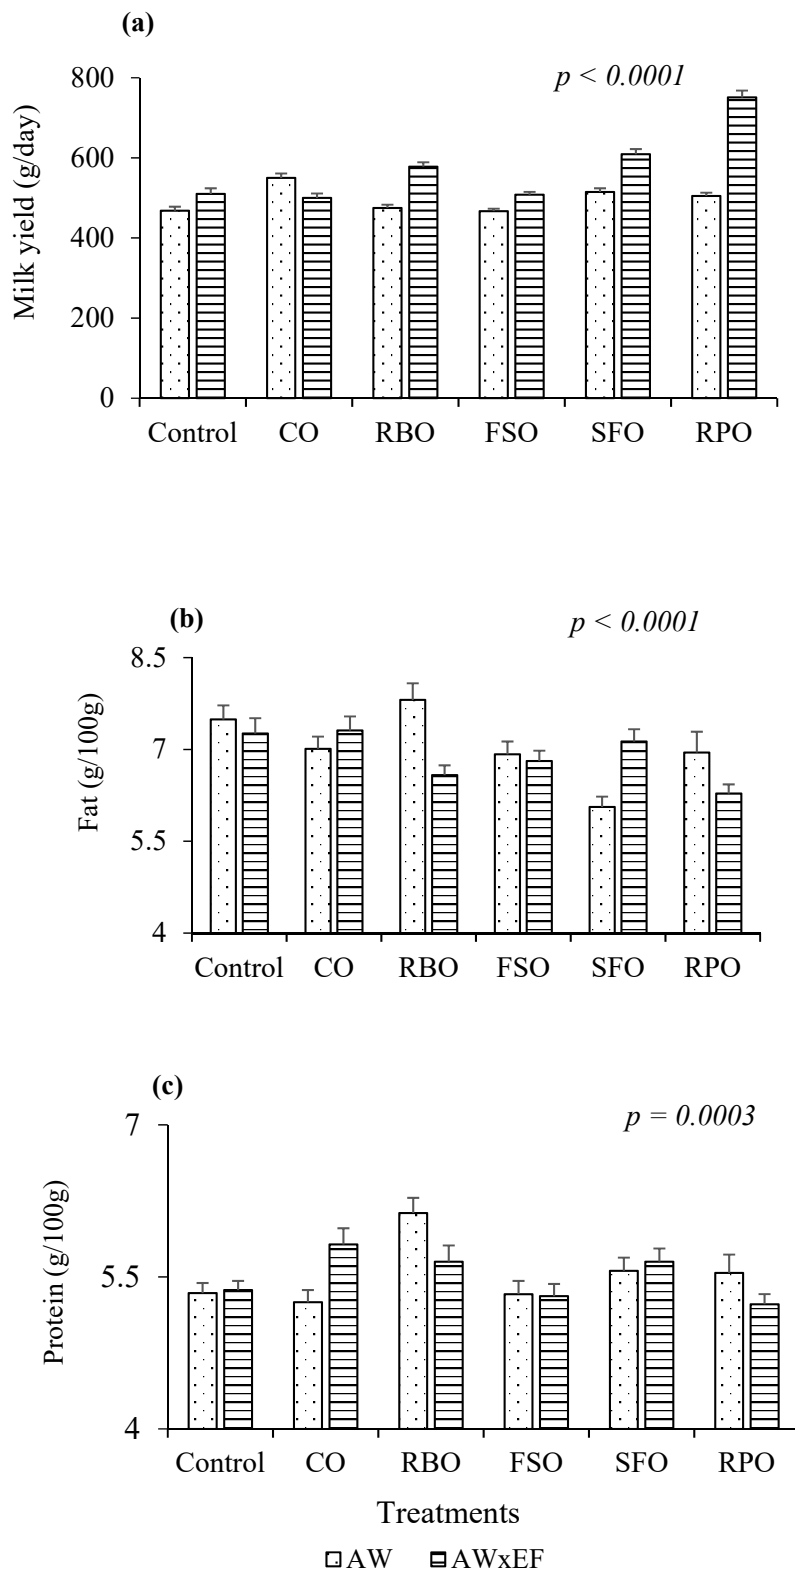 (a)
p < 0.0001
Milk yield (g/day)
800
600
400
200
0
Control CO RBO FSO SFO RPO
(b)
p < 0.0001
Fat (g/100g)
8.5
7
5.5
4
Control CO RBO FSO SFO RPO
(c)
p = 0.0003
Protein (g/100g)
7
5.5
4
Control CO RBO FSO SFO RPO
Treatments
AW AWxEF